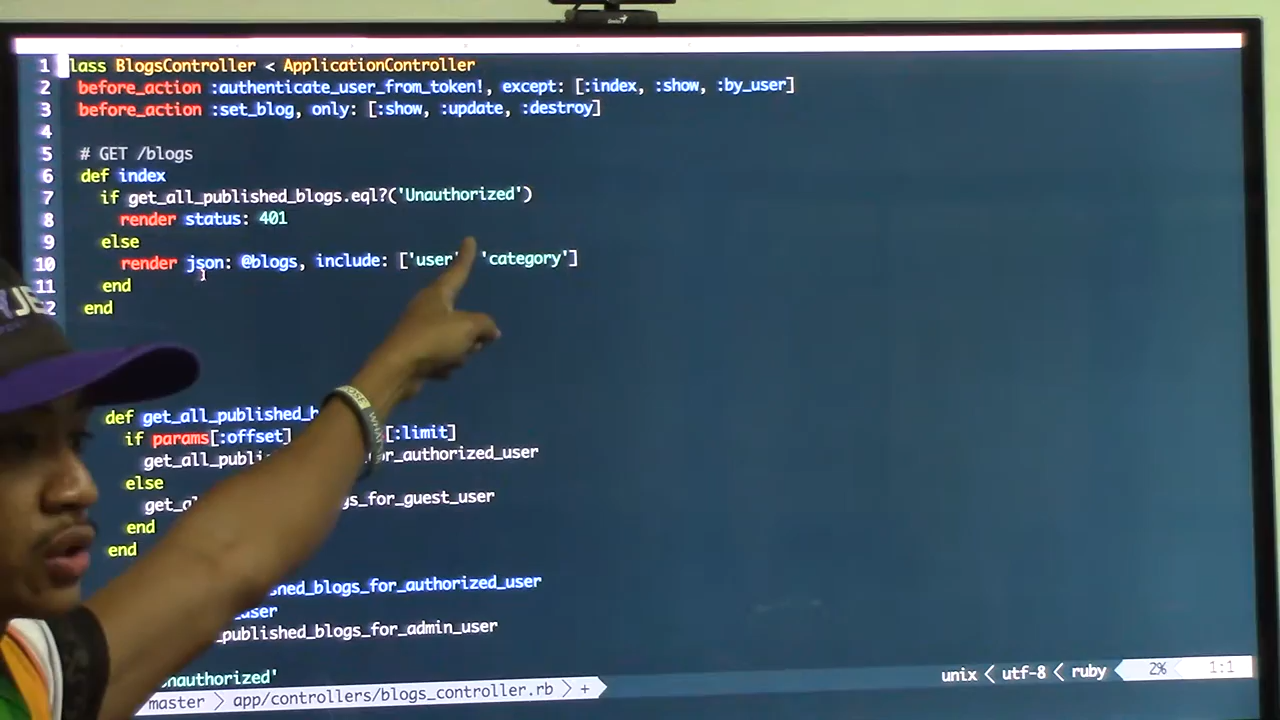 1 lass BlogsController < ApplicationController
2 before_action :authenticate_user_from_token!, except: [:index, :show, :by_user]
3 before_action :set_blog, only: [:show, :update, :destroy]
4
5 # GET /blogs
6 def index
7 if get_all_published_blogs.eql?('Unauthorized')
8 render status: 401
9 else
10 render json: @blogs, include: ['user' 'category']
11 end
2 end
def get_all_published_b
if params[:offset] [:limit]
get_all_publi or_authorized_user
else
get_a gs_for_guest_user
end
end
shed_blogs_for_authorized_user
_user
_published_blogs_for_admin_user
nauthorized'
master app/controllers/blogs_controller.rb +
unix < utf-8 < ruby 2% 1:1